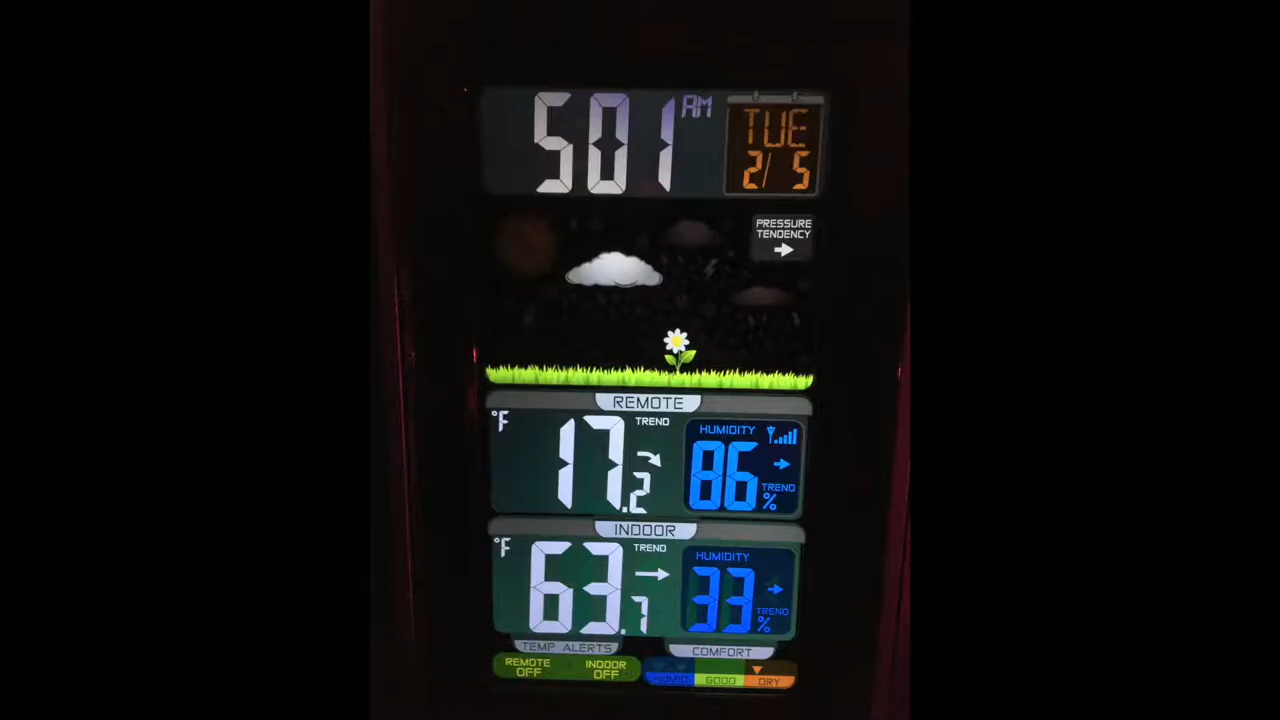 501 AM
TUE
2/ 5
PRESSURE
TENDENCY
REMOTE
°F 17.2 TREND
HUMIDITY
86 TREND %
INDOOR
°F 63.7 TREND
HUMIDITY
33 TREND %
TEMP ALERTS
COMFORT
REMOTE OFF
INDOOR OFF
HUMID GOOD DRY